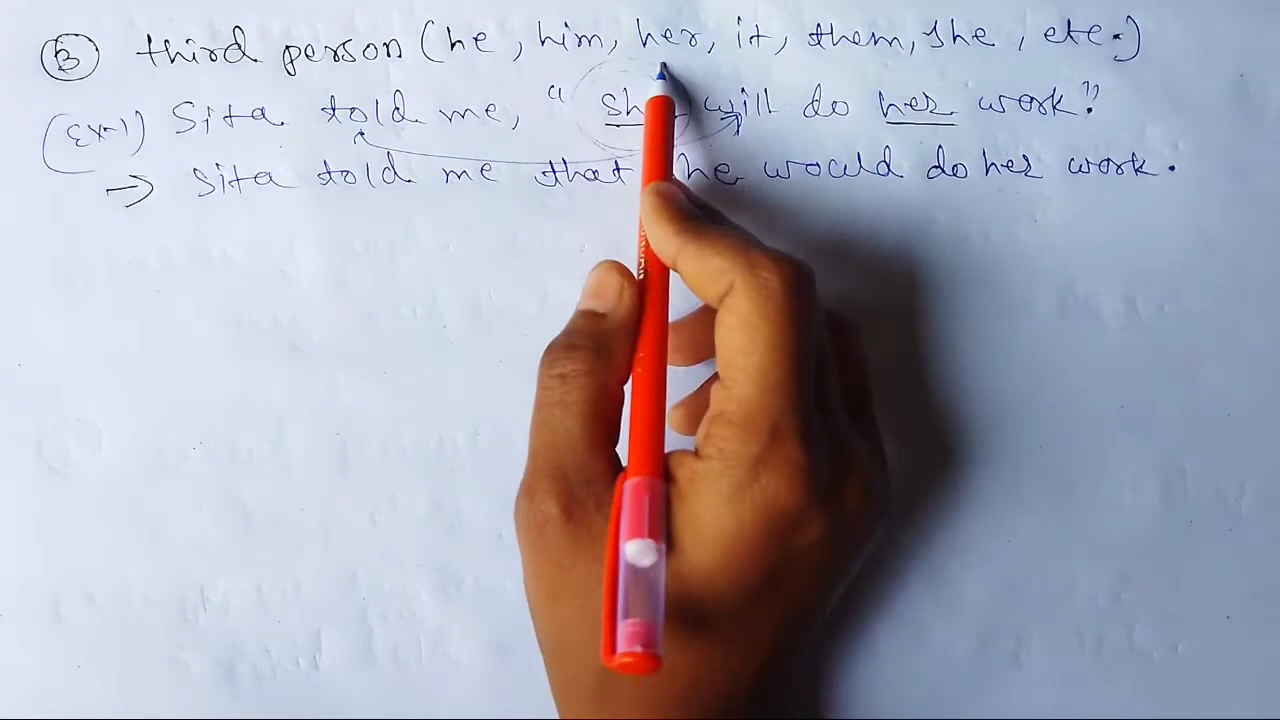 ③ third person (he, him, her, it, them, she, etc.)
(Ex-1) Sita told me, "she will do her work".
→ Sita told me that she would do her work.